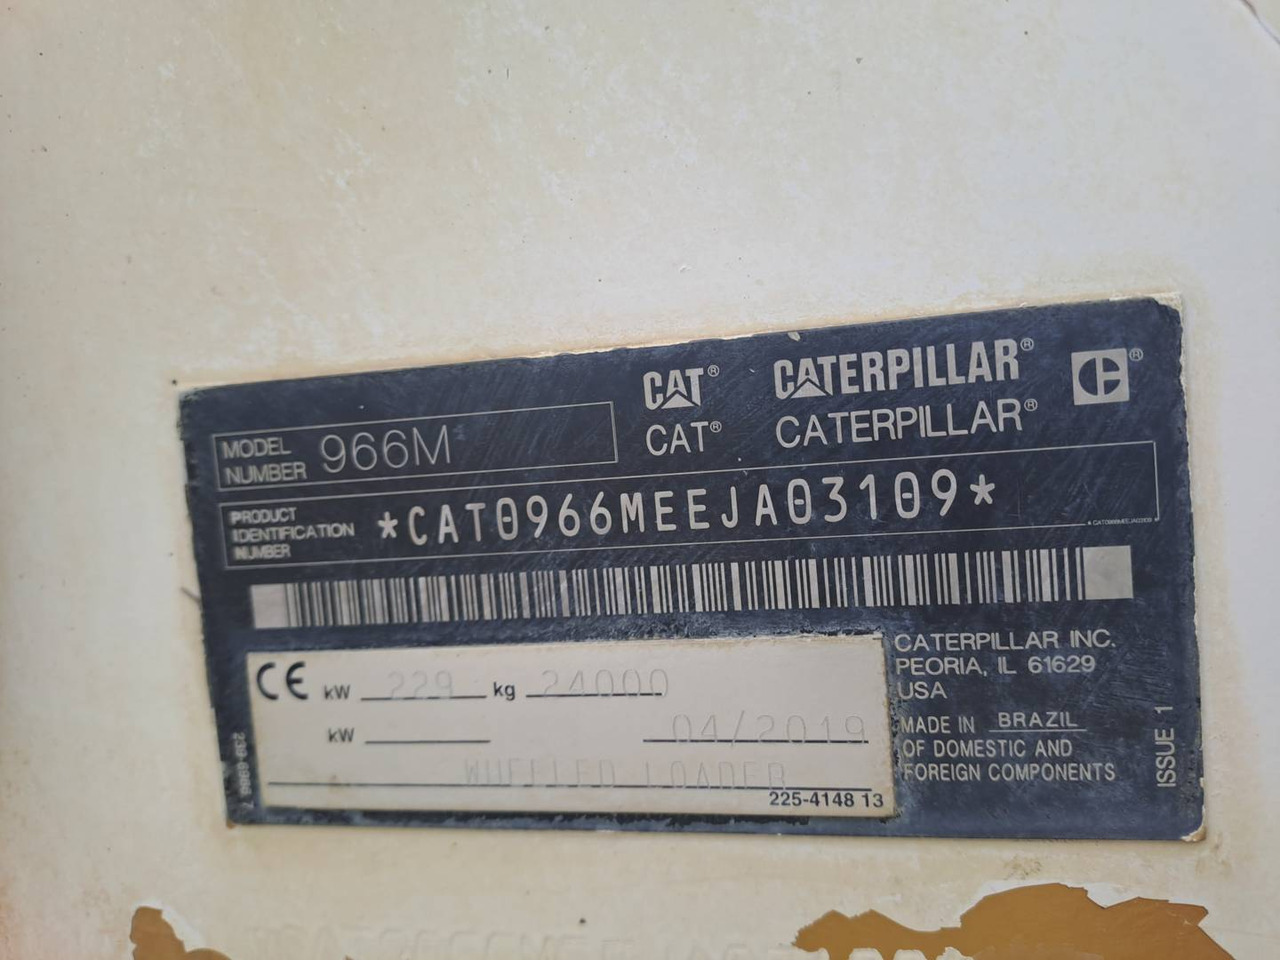 CAT® CATERPILLAR® ®
CAT® CATERPILLAR®
MODEL NUMBER 966M
PRODUCT IDENTIFICATION NUMBER *CAT0966MEEJA03109*
*CAT0966MEEJA03109*
CE kW 229 kg 24000
kW 04/2019
WHEELED LOADER
225-4148 13
CATERPILLAR INC.
PEORIA, IL 61629
USA
MADE IN BRAZIL
OF DOMESTIC AND
FOREIGN COMPONENTS
ISSUE 1